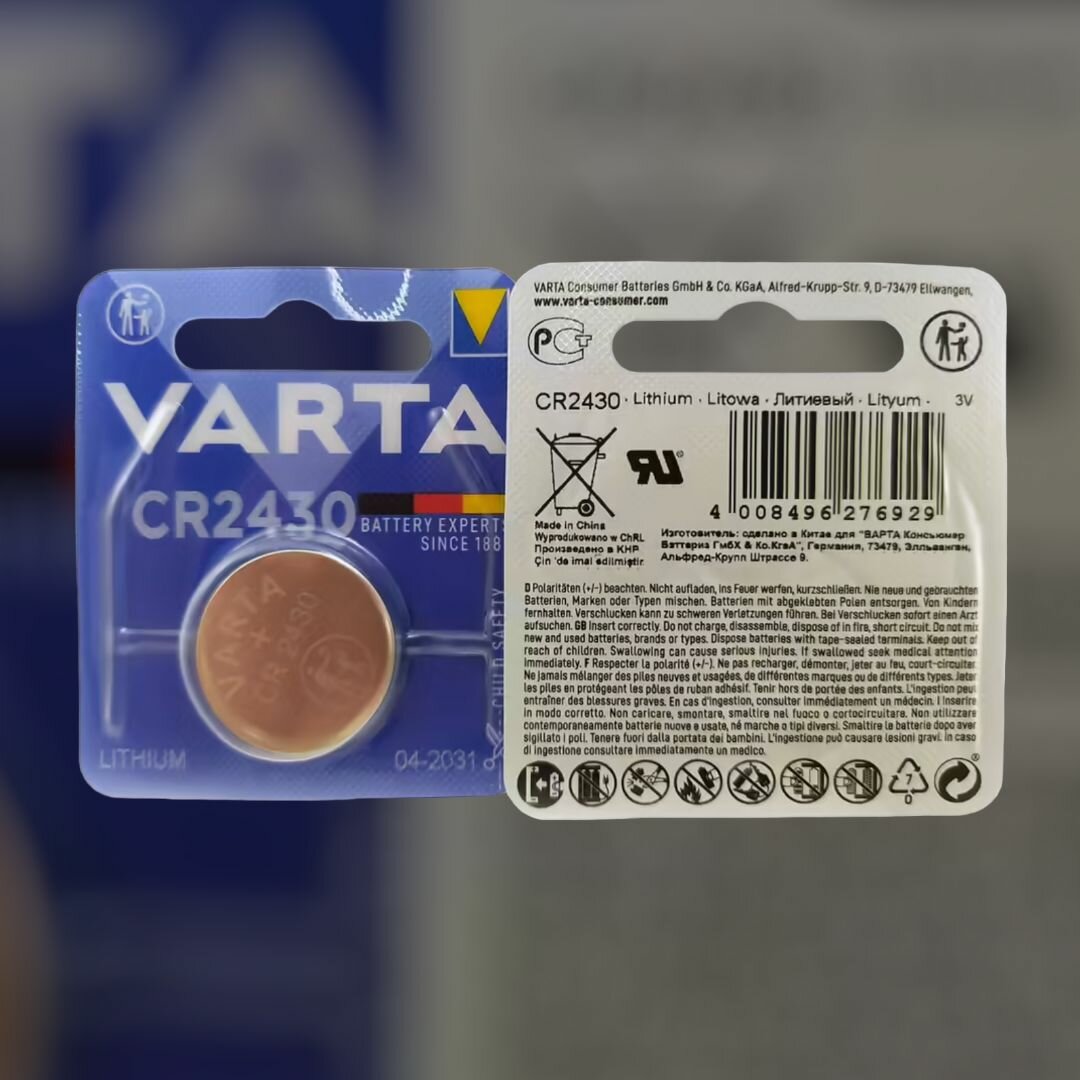 VARTA
CR2430
BATTERY EXPERTS
SINCE 188
CHILD SAFETY
LITHIUM
04-2031
VARTA Consumer Batteries GmbH & Co. KGaA, Alfred-Krupp-Str. 9, D-73479 Ellwangen,
www.varta-consumer.com
CR2430 · Lithium · Litowa · Литиевый · Lityum · 3V
4 008496 276929
Made in China
Wyprodukowano w ChRL
Произведено в КНР
Çin 'de imal edilmiştir
Изготовитель: сделано в Китае для "ВАРТА Консьюмер
Бэттериз ГмбХ & Ko.КгаА", Германия, 73479, Элльванген,
Альфред-Крупп Штрассе 9.
D Polaritäten (+/-) beachten. Nicht aufladen, ins Feuer werfen, kurzschließen. Nie neue und gebrauchten
Batterien, Marken oder Typen mischen. Batterien mit abgeklebten Polen entsorgen. Von Kindern
fernhalten. Verschlucken kann zu schweren Verletzungen führen. Bei Verschlucken sofort einen Arzt
aufsuchen. GB Insert correctly. Do not charge, disassemble, dispose of in fire, short circuit. Do not mix
new and used batteries, brands or types. Dispose batteries with tape-sealed terminals. Keep out of
reach of children. Swallowing can cause serious injuries. If swallowed seek medical attention
immediately. F Respecter la polarité (+/-). Ne pas recharger, démonter, jeter au feu, court-circuiter.
Ne jamais mélanger des piles neuves et usagées, de différentes marques ou de différents types. Jeter
les piles en protégeant les pôles de ruban adhésif. Tenir hors de portée des enfants. L'ingestion peut
entraîner des blessures graves. En cas d'ingestion, consulter immédiatement un médecin. I Inserire
in modo corretto. Non caricare, smontare, smaltire nel fuoco o cortocircuitare. Non utilizzare
contemporaneamente batterie nuove e usate, né marche o tipi diversi. Smaltire le batterie dopo aver
sigillato i poli. Tenere fuori dalla portata dei bambini. L'ingestione può causare lesioni gravi. In caso
di ingestione consultare immediatamente un medico.
7
0